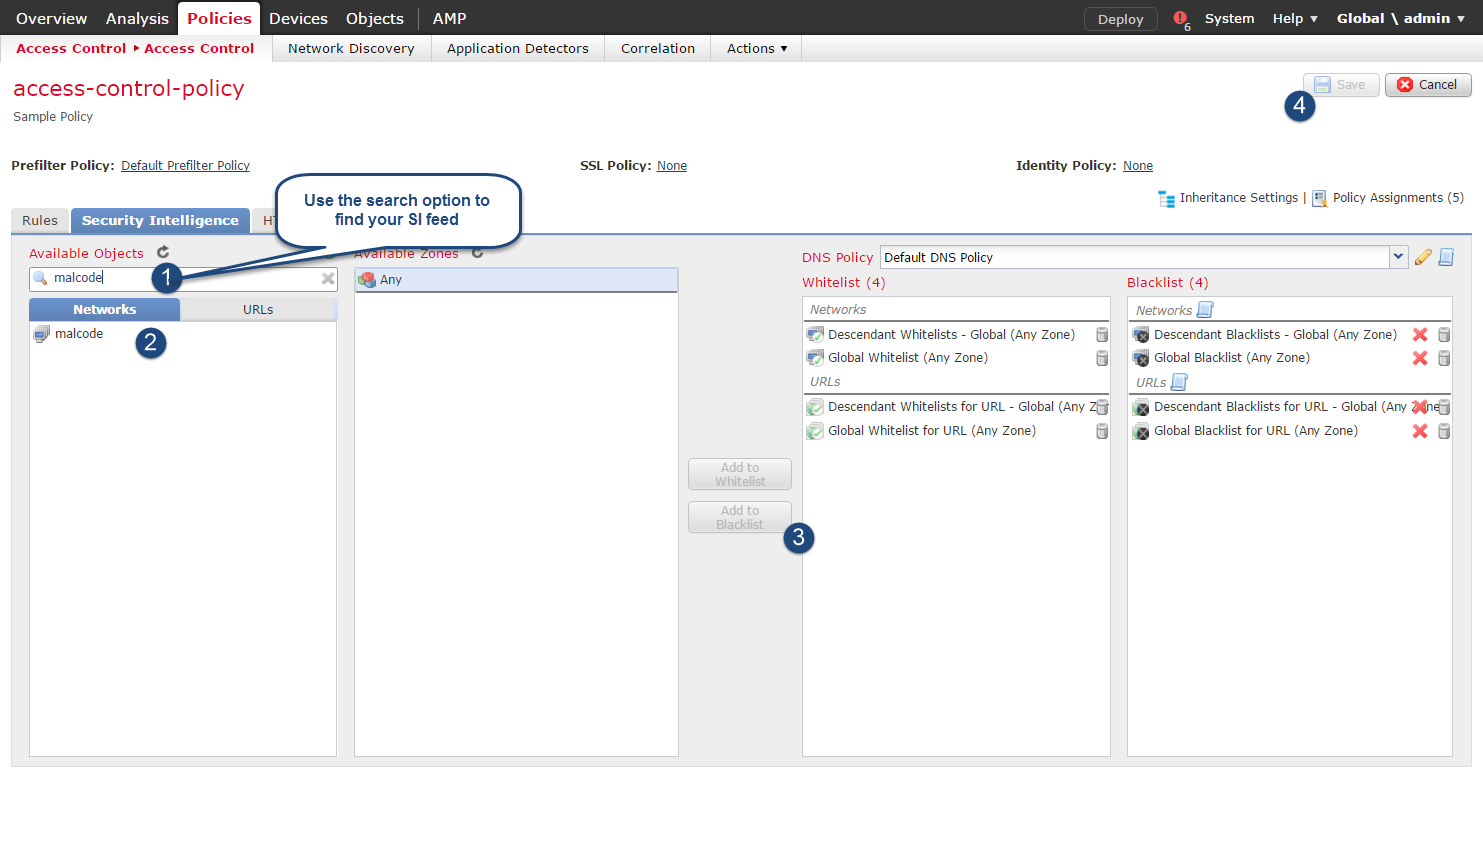 Overview Analysis Policies Devices Objects AMP Deploy 6 System Help Global \ admin
Access Control Access Control Network Discovery Application Detectors Correlation Actions
access-control-policy
4 Save Cancel
Sample Policy
Prefilter Policy: Default Prefilter Policy SSL Policy: None Identity Policy: None
Use the search option to
find your SI feed
Inheritance Settings | Policy Assignments (5)
Rules Security Intelligence
Available Objects Available Zones DNS Policy Default DNS Policy
malcode 1 Any
Whitelist (4) Blacklist (4)
Networks URLs
malcode 2
Networks
Descendant Whitelists - Global (Any Zone)
Global Whitelist (Any Zone)
URLs
Descendant Whitelists for URL - Global (Any Z
Global Whitelist for URL (Any Zone)
Networks
Descendant Blacklists - Global (Any Zone)
Global Blacklist (Any Zone)
URLs
Descendant Blacklists for URL - Global (Any Zone
Global Blacklist for URL (Any Zone)
Add to
Whitelist
Add to
Blacklist
3